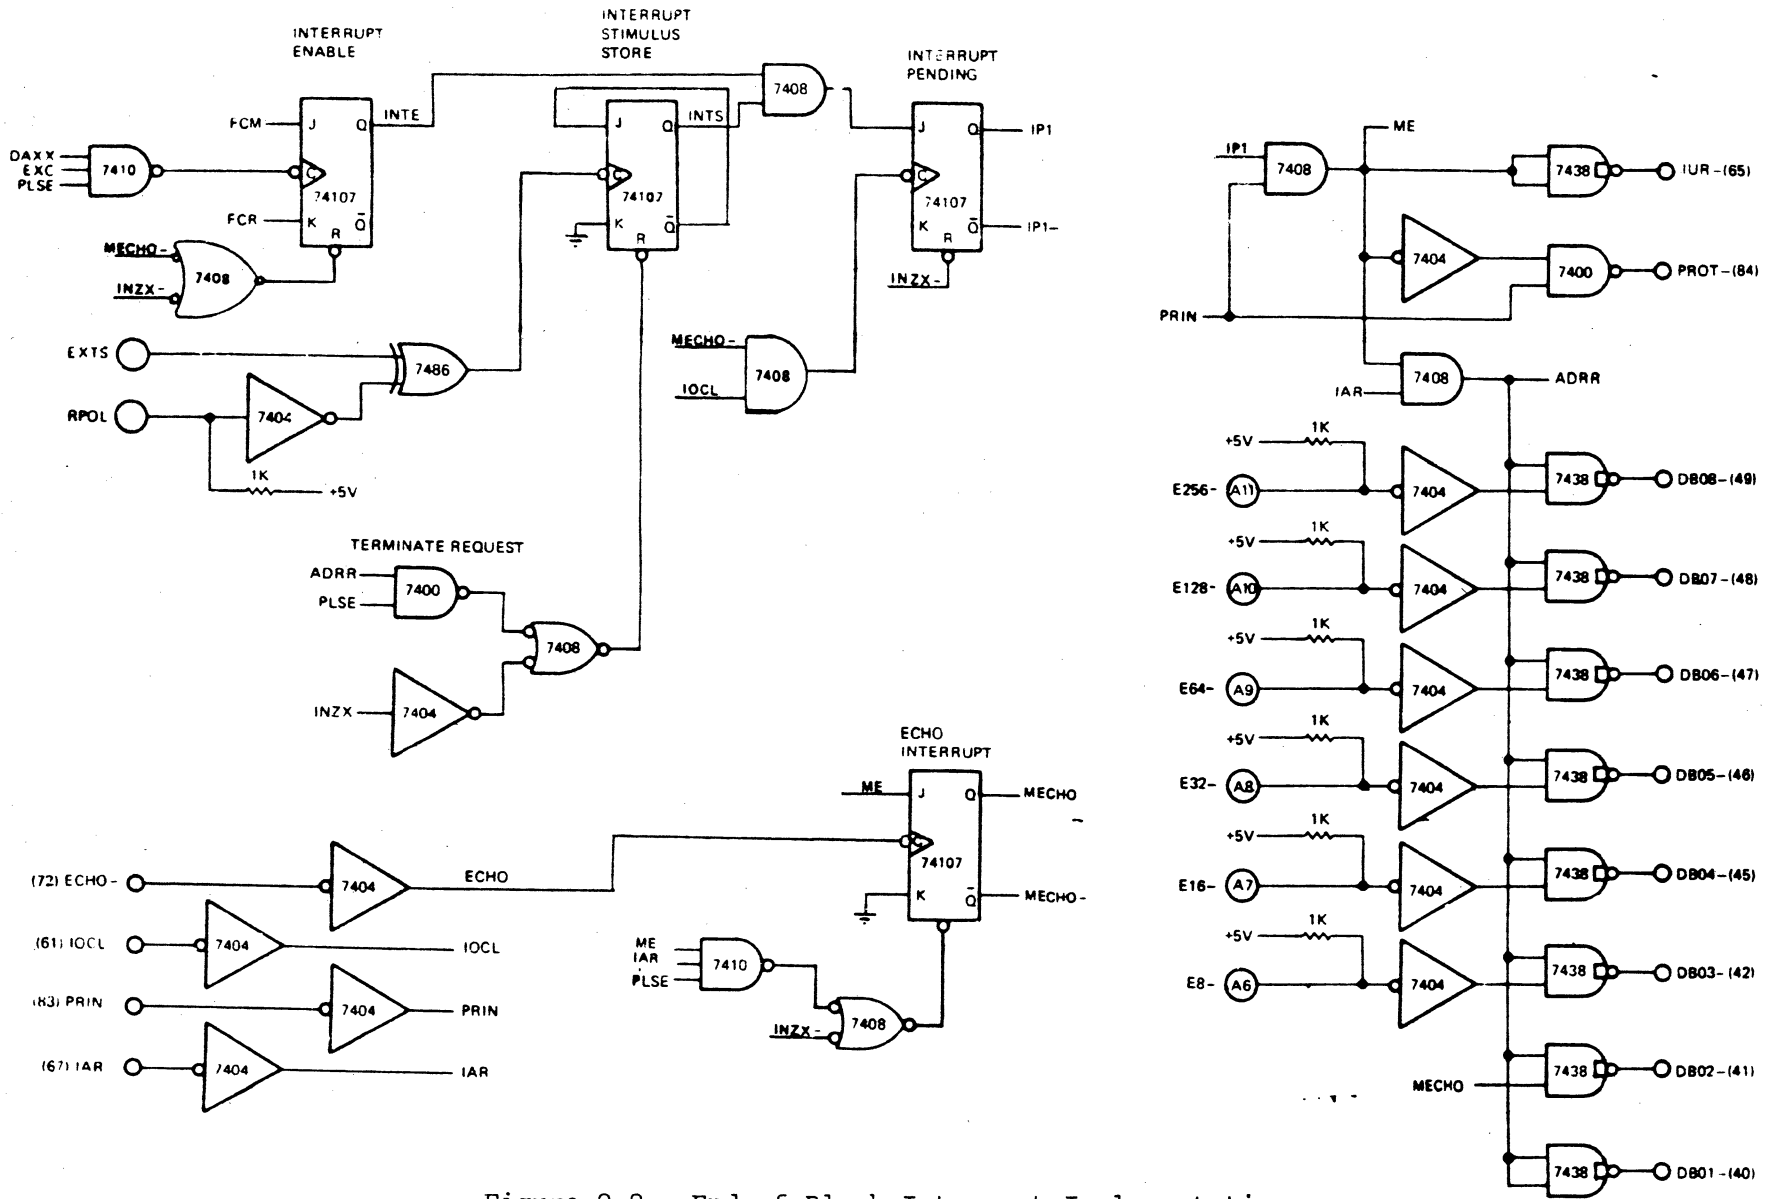 INTERRUPT
ENABLE
FCM
J
Q
INTE
DAXX
EXC
PLSE
7410
C
74107
FCR
K
Q̅
R
MECHO-
INZX-
7408
INTERRUPT
STIMULUS
STORE
J
Q
INTS
C
74107
K
Q̅
R
7408
INTERRUPT
PENDING
J
Q
IP1
C
74107
K
Q̅
IP1-
R
INZX-
EXTS
RPOL
7404
7486
1K
+5V
MECHO-
IOCL
7408
TERMINATE REQUEST
ADRR
PLSE
7400
7408
INZX
7404
ECHO
INTERRUPT
ME
J
Q
MECHO
C
74107
K
Q̅
MECHO-
(72) ECHO-
7404
ECHO
(61) IOCL
7404
IOCL
(83) PRIN
7404
PRIN
(67) IAR
7404
IAR
ME
IAR
PLSE
7410
INZX-
7408
IP1
7408
ME
7438
IUR-(65)
7404
7400
PROT-(84)
PRIN
IAR
7408
ADRR
+5V
1K
E256-
A11
7404
7438
DB08-(49)
+5V
1K
E128-
A10
7404
7438
DB07-(48)
+5V
1K
E64-
A9
7404
7438
DB06-(47)
+5V
1K
E32-
A8
7404
7438
DB05-(46)
+5V
1K
E16-
A7
7404
7438
DB04-(45)
+5V
1K
E8-
A6
7404
7438
DB03-(42)
MECHO
7438
DB02-(41)
7438
DB01-(40)